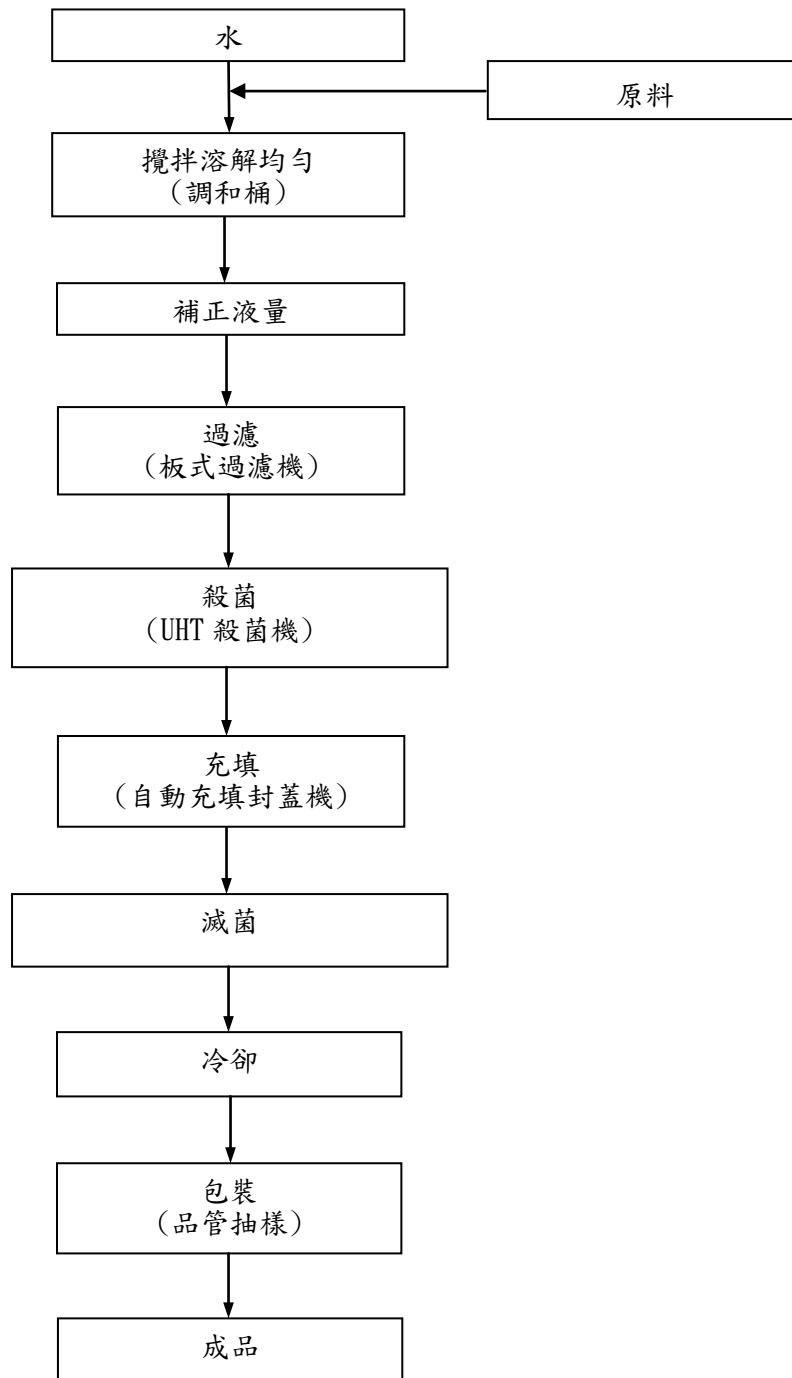 水
原料
攪拌溶解均勻
（調和桶）
補正液量
過濾
（板式過濾機）
殺菌
（UHT 殺菌機）
充填
（自動充填封蓋機）
滅菌
冷卻
包裝
（品管抽樣）
成品